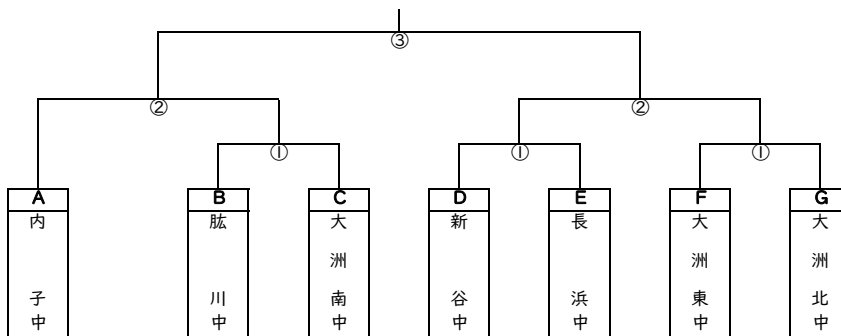 ③
② ②
① ① ①
A B C D E F G
内子中
肱川中
大洲南中
新谷中
長浜中
大洲東中
大洲北中